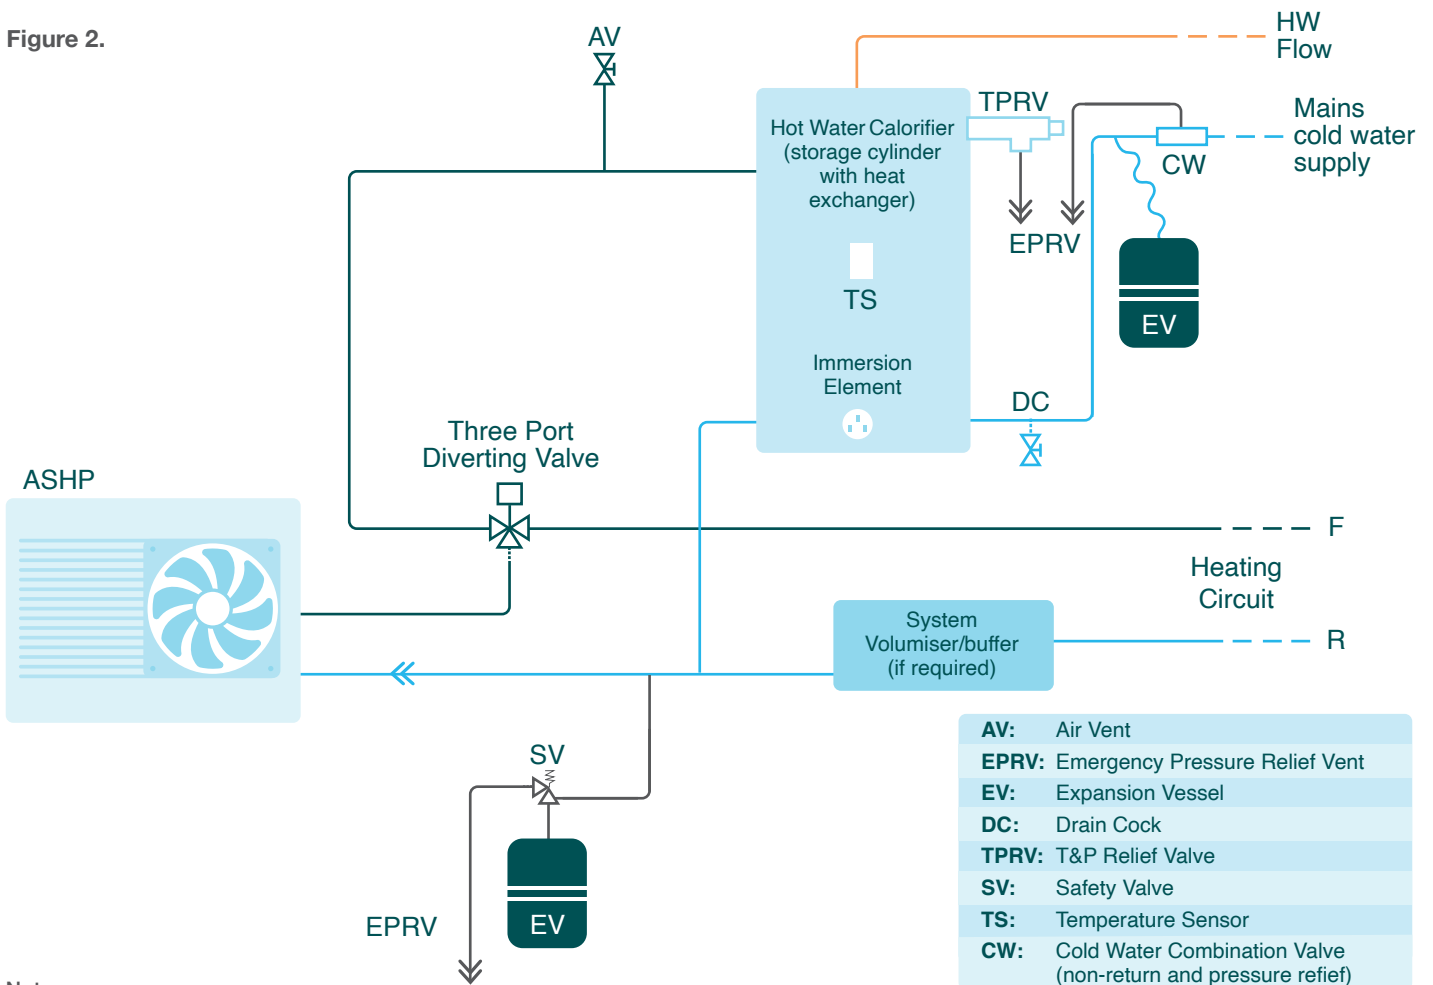 Figure 2.
AV
HW
Flow
TPRV
Mains
cold water
supply
CW
Hot Water Calorifier
(storage cylinder
with heat
exchanger)
EPRV
TS
EV
Immersion
Element
DC
Three Port
Diverting Valve
ASHP
F
Heating
Circuit
System
Volumiser/buffer
(if required)
R
SV
EPRV
EV
AV: Air Vent
EPRV: Emergency Pressure Relief Vent
EV: Expansion Vessel
DC: Drain Cock
TPRV: T&P Relief Valve
SV: Safety Valve
TS: Temperature Sensor
CW: Cold Water Combination Valve
(non-return and pressure refief)